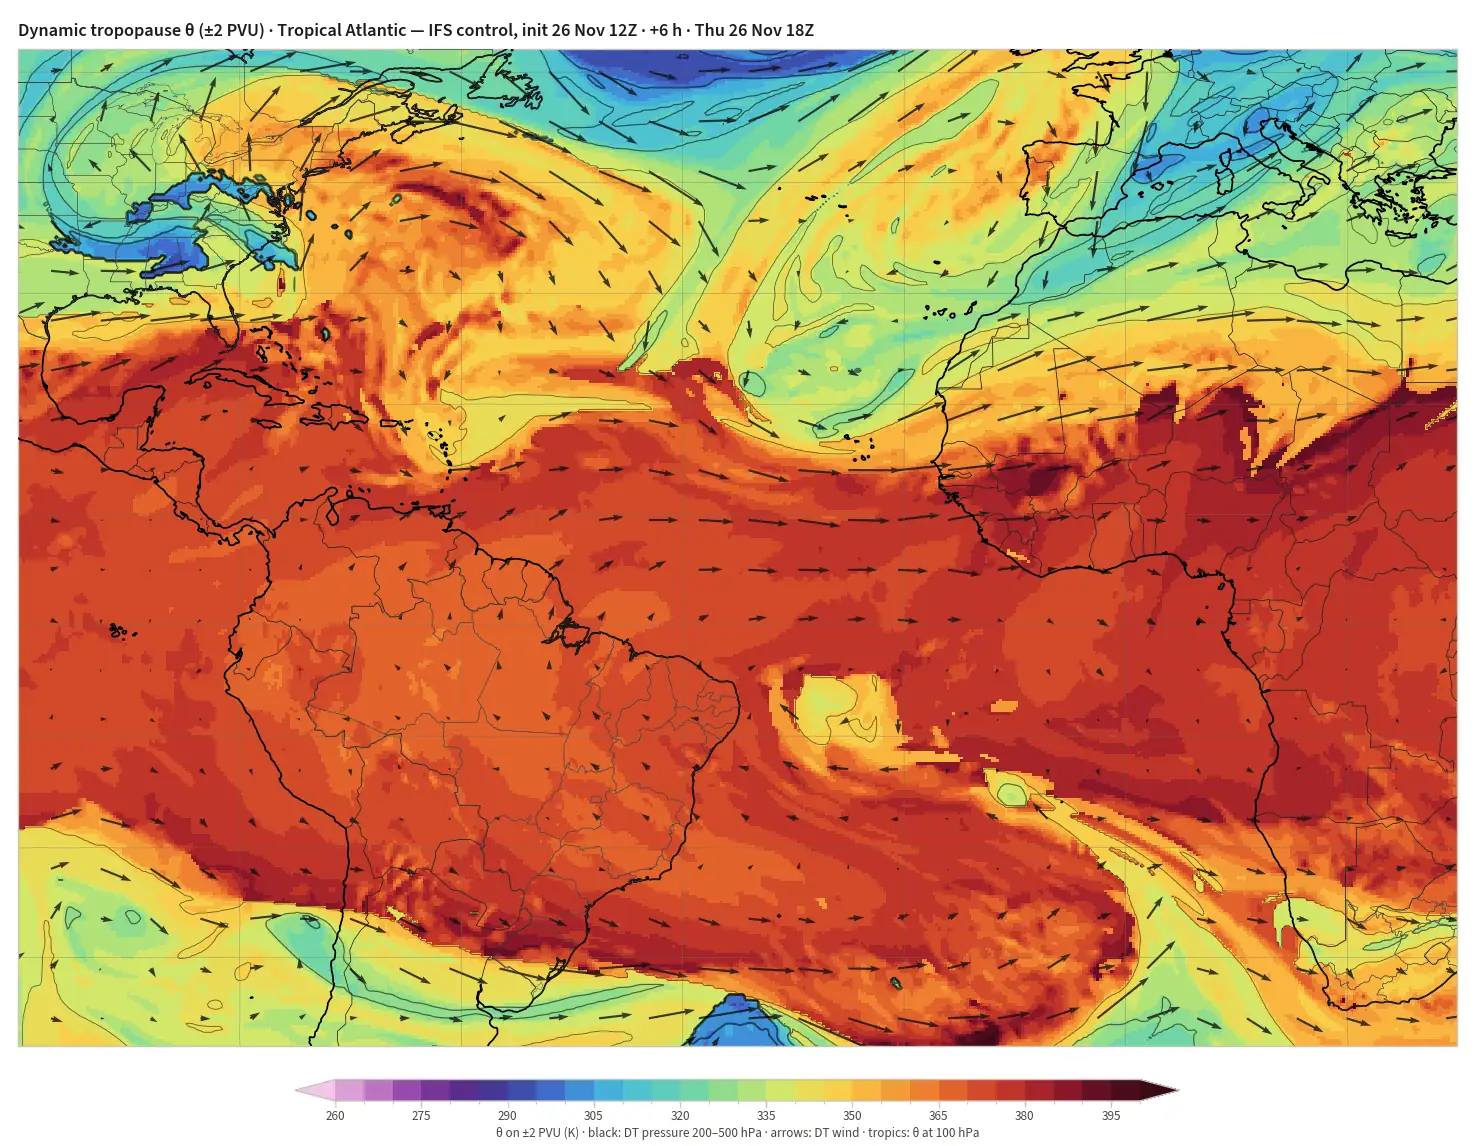 Dynamic tropopause θ (±2 PVU) · Tropical Atlantic — IFS control, init 26 Nov 12Z · +6 h · Thu 26 Nov 18Z
260 275 290 305 320 335 350 365 380 395
θ on ±2 PVU (K) · black: DT pressure 200–500 hPa · arrows: DT wind · tropics: θ at 100 hPa